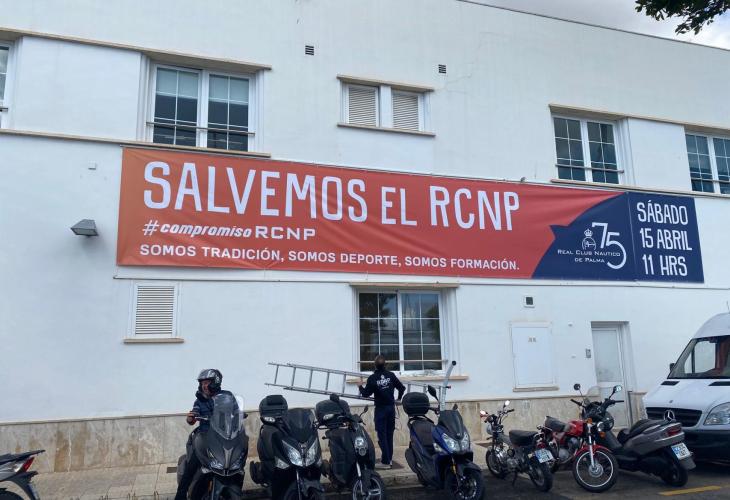 SALVEMOS EL RCNP
#compromisoRCNP
SOMOS TRADICIÓN, SOMOS DEPORTE, SOMOS FORMACIÓN.
75
REAL CLUB NAUTICO
DE PALMA
SÁBADO
15 ABRIL
11 HRS